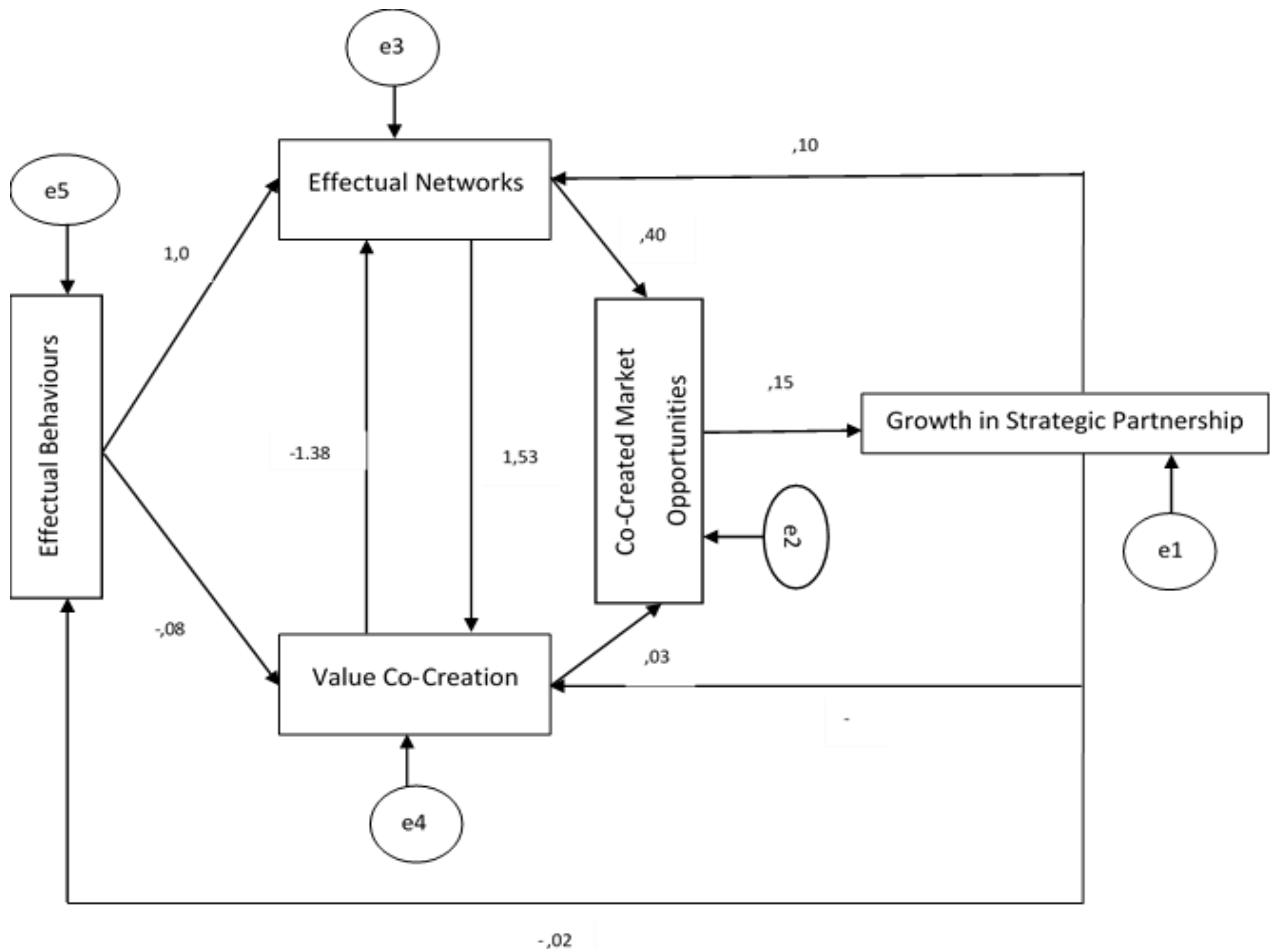 e3
,10
Effectual Networks
e5
,40
1,0
Effectual Behaviours
Co-Created Market
Opportunities
,15
Growth in Strategic Partnership
-1.38
1,53
e2
e1
-,08
,03
Value Co-Creation
-
e4
-,02